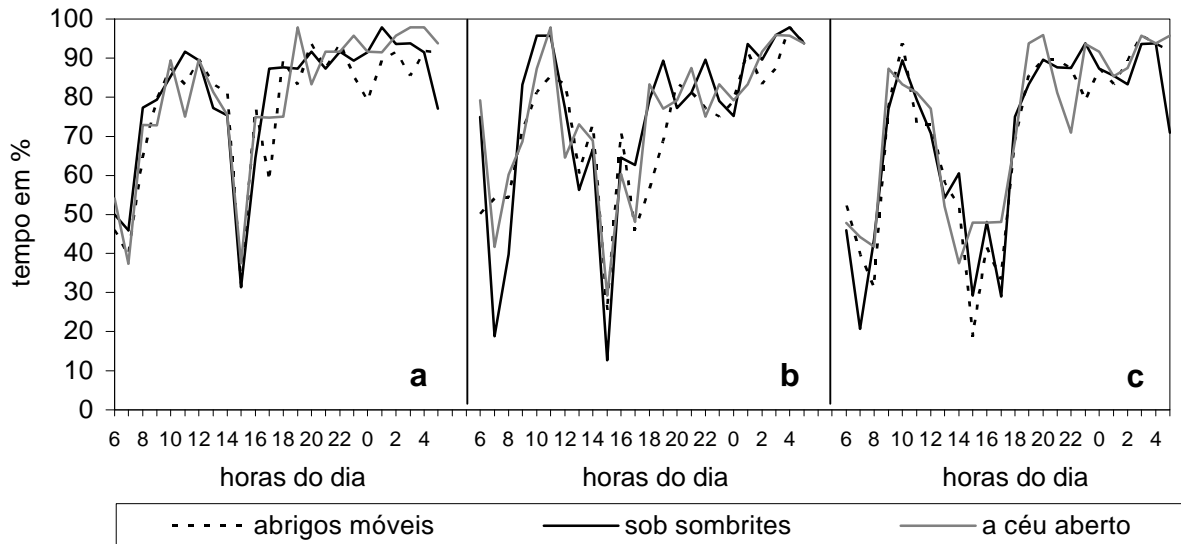 tempo em %
100
90
80
70
60
50
40
30
20
10
0
a
b
c
6 8 10 12 14 16 18 20 22 0 2 4
6 8 10 12 14 16 18 20 22 0 2 4
6 8 10 12 14 16 18 20 22 0 2 4
horas do dia
horas do dia
horas do dia
abrigos móveis
sob sombrites
a céu aberto